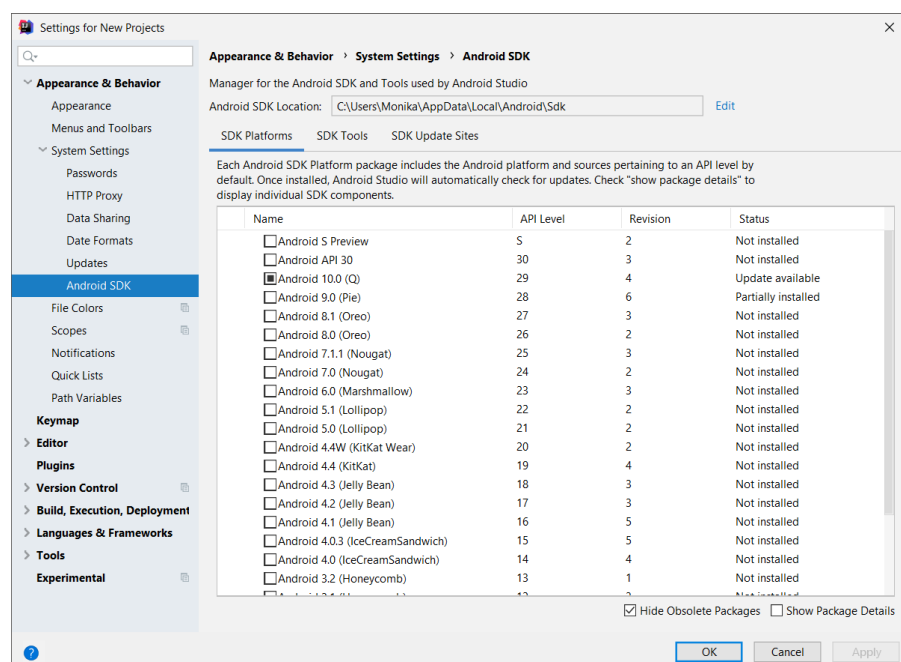 Settings for New Projects
Appearance & Behavior
Appearance
Menus and Toolbars
System Settings
Passwords
HTTP Proxy
Data Sharing
Date Formats
Updates
Android SDK
File Colors
Scopes
Notifications
Quick Lists
Path Variables
Keymap
Editor
Plugins
Version Control
Build, Execution, Deployment
Languages & Frameworks
Tools
Experimental
Appearance & Behavior › System Settings › Android SDK
Manager for the Android SDK and Tools used by Android Studio
Android SDK Location: C:\Users\Monika\AppData\Local\Android\Sdk Edit
SDK Platforms SDK Tools SDK Update Sites
Each Android SDK Platform package includes the Android platform and sources pertaining to an API level by
default. Once installed, Android Studio will automatically check for updates. Check "show package details" to
display individual SDK components.
Name API Level Revision Status
Android S Preview S 2 Not installed
Android API 30 30 3 Not installed
Android 10.0 (Q) 29 4 Update available
Android 9.0 (Pie) 28 6 Partially installed
Android 8.1 (Oreo) 27 3 Not installed
Android 8.0 (Oreo) 26 2 Not installed
Android 7.1.1 (Nougat) 25 3 Not installed
Android 7.0 (Nougat) 24 2 Not installed
Android 6.0 (Marshmallow) 23 3 Not installed
Android 5.1 (Lollipop) 22 2 Not installed
Android 5.0 (Lollipop) 21 2 Not installed
Android 4.4W (KitKat Wear) 20 2 Not installed
Android 4.4 (KitKat) 19 4 Not installed
Android 4.3 (Jelly Bean) 18 3 Not installed
Android 4.2 (Jelly Bean) 17 3 Not installed
Android 4.1 (Jelly Bean) 16 5 Not installed
Android 4.0.3 (IceCreamSandwich) 15 5 Not installed
Android 4.0 (IceCreamSandwich) 14 4 Not installed
Android 3.2 (Honeycomb) 13 1 Not installed
Hide Obsolete Packages Show Package Details
? OK Cancel Apply